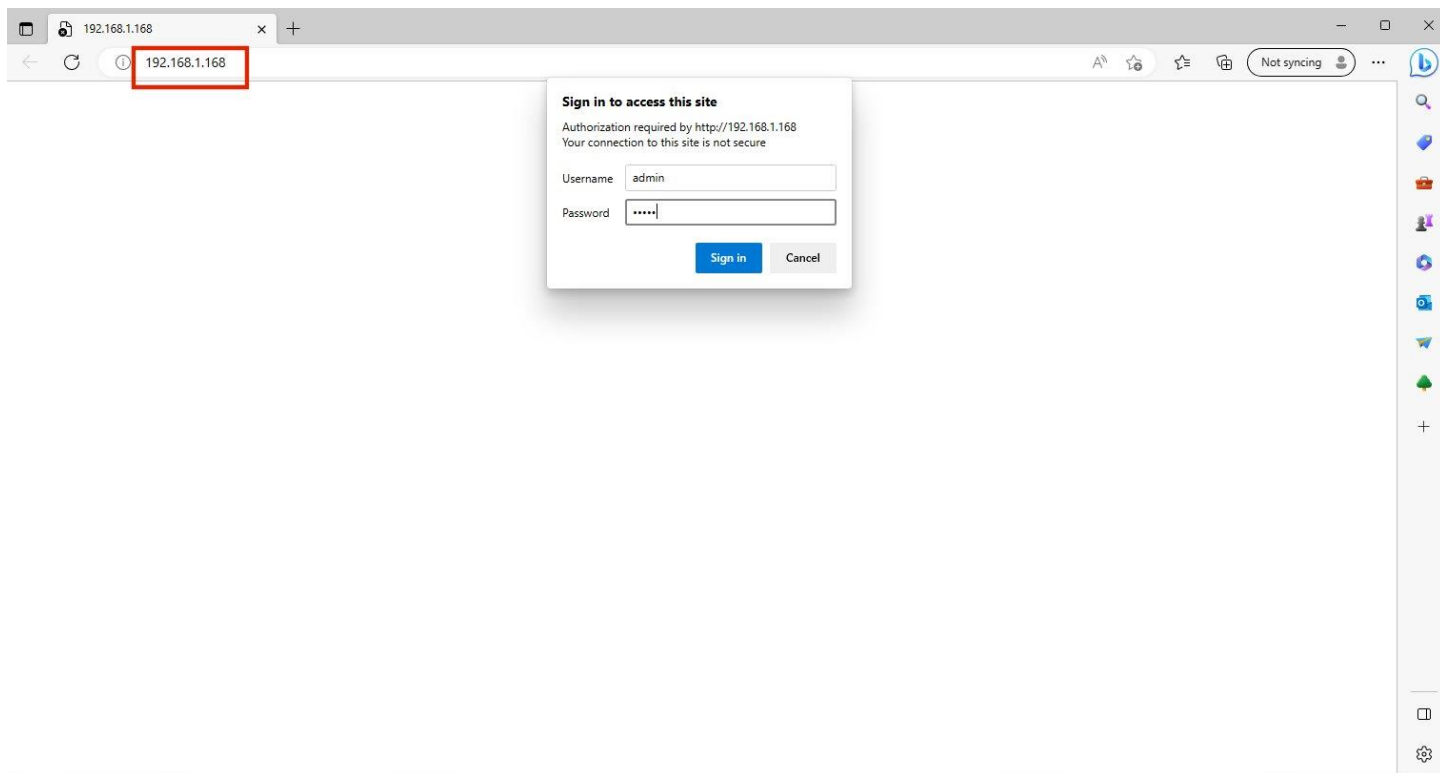 192.168.1.168
192.168.1.168
Not syncing
Sign in to access this site
Authorization required by http://192.168.1.168
Your connection to this site is not secure
Username admin
Password •••••
Sign in Cancel